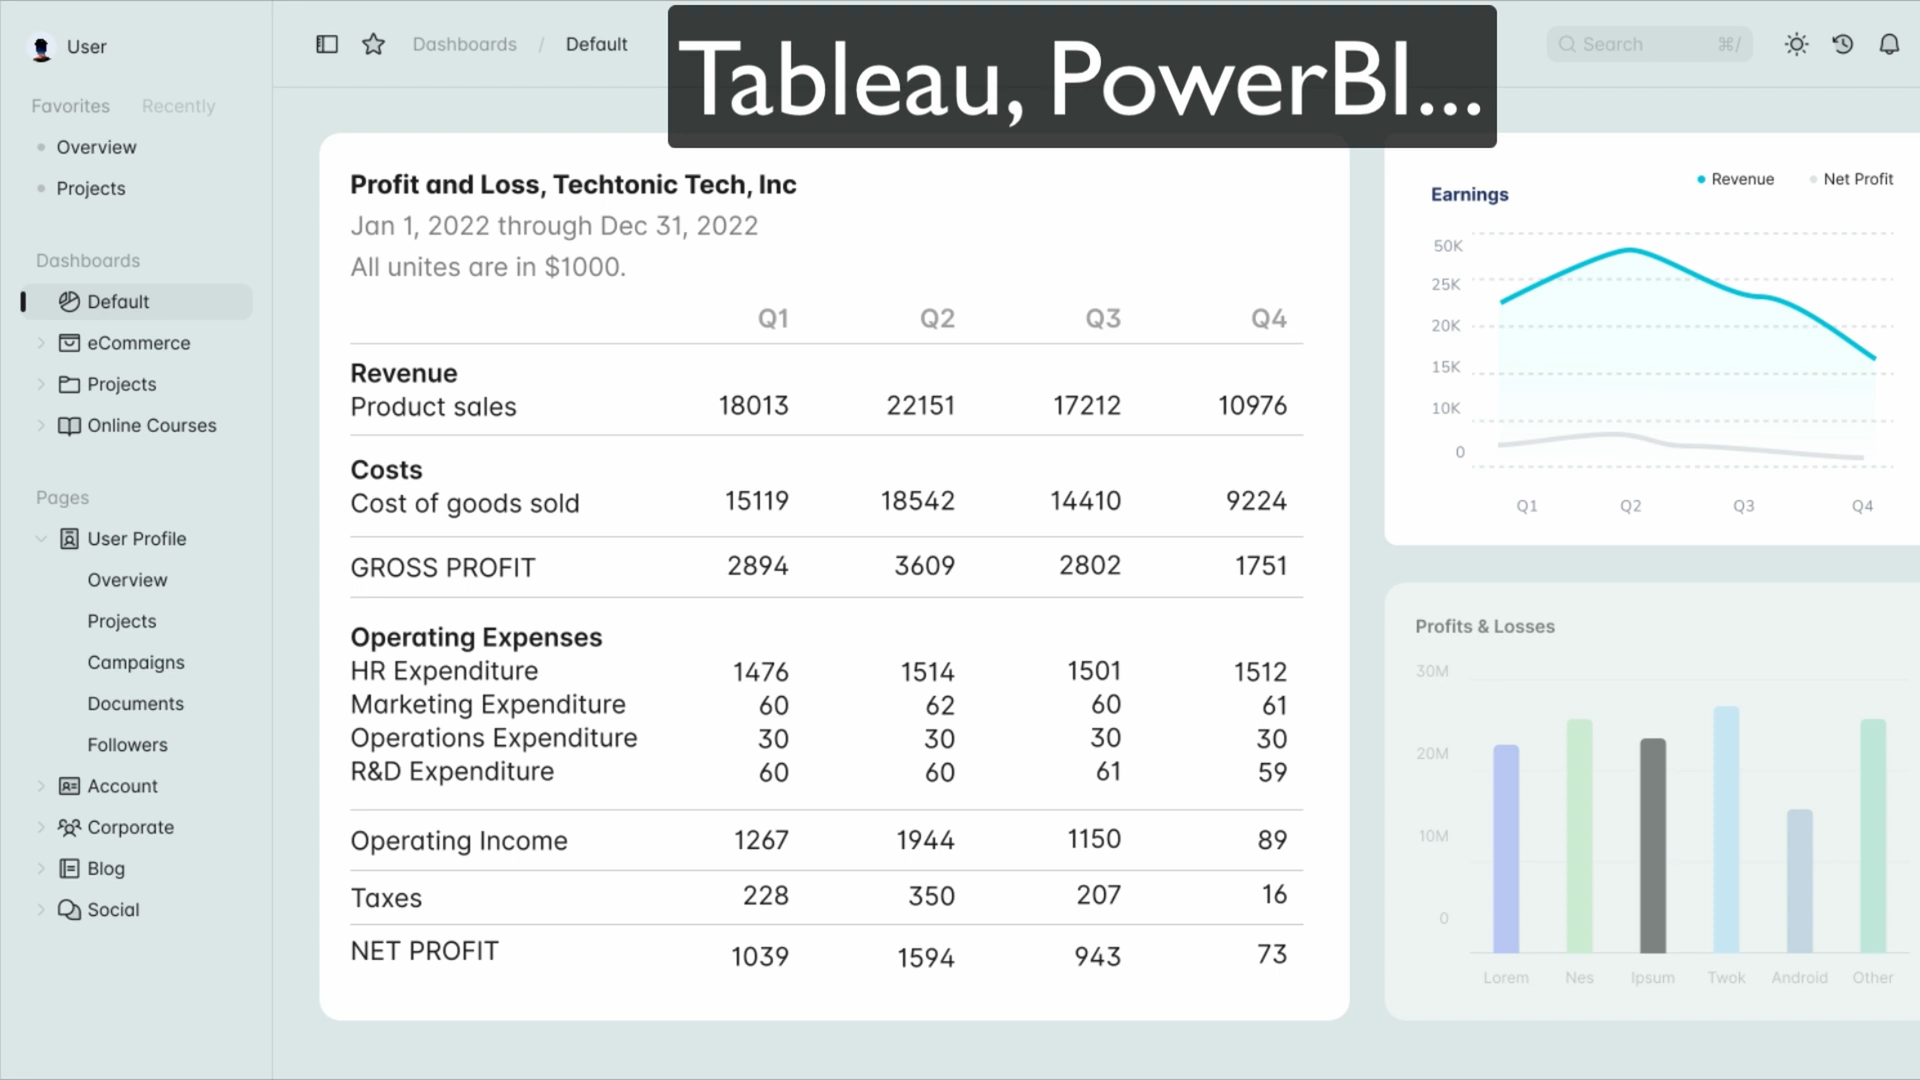 Tableau, PowerBI...
User
Favorites Recently
Overview
Projects
Dashboards
Default
eCommerce
Projects
Online Courses
Pages
User Profile
Overview
Projects
Campaigns
Documents
Followers
Account
Corporate
Blog
Social
Dashboards / Default
Search ⌘/
Profit and Loss, Techtonic Tech, Inc
Jan 1, 2022 through Dec 31, 2022
All unites are in $1000.
Q1 Q2 Q3 Q4
Revenue
Product sales 18013 22151 17212 10976
Costs
Cost of goods sold 15119 18542 14410 9224
GROSS PROFIT 2894 3609 2802 1751
Operating Expenses
HR Expenditure 1476 1514 1501 1512
Marketing Expenditure 60 62 60 61
Operations Expenditure 30 30 30 30
R&D Expenditure 60 60 61 59
Operating Income 1267 1944 1150 89
Taxes 228 350 207 16
NET PROFIT 1039 1594 943 73
Earnings
Revenue Net Profit
50K
25K
20K
15K
10K
0
Q1 Q2 Q3 Q4
Profits & Losses
30M
20M
10M
0
Lorem Nes Ipsum Twok Android Other